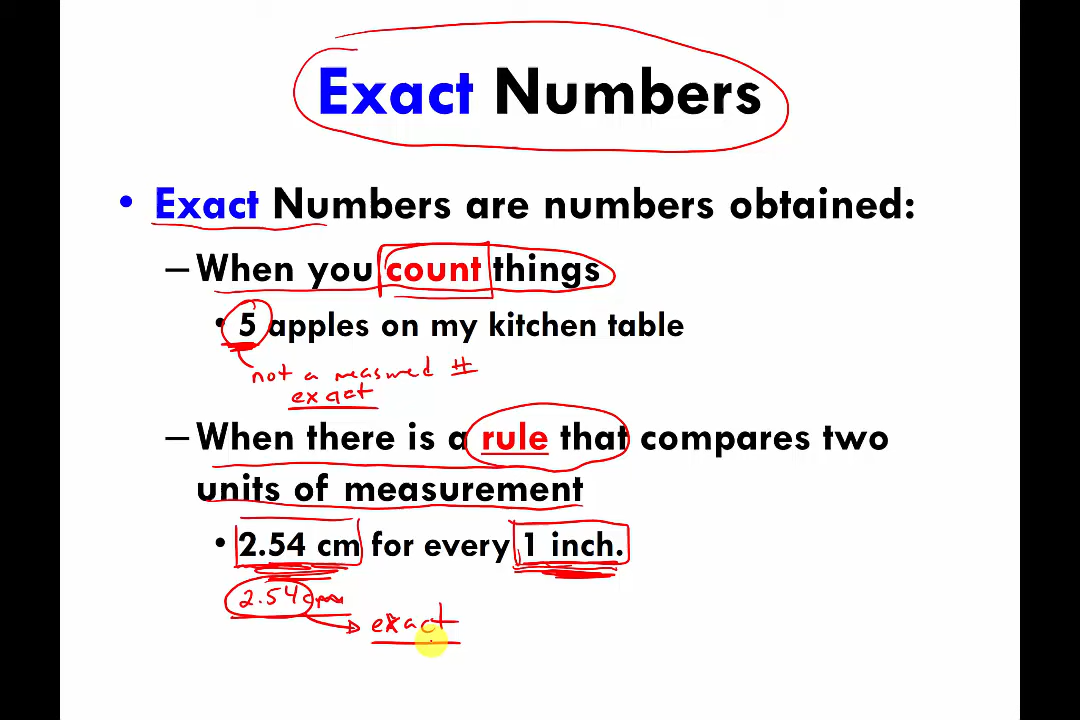 Exact Numbers
• Exact Numbers are numbers obtained:
– When you count things
• 5 apples on my kitchen table
not a measured #
exact
– When there is a rule that compares two
units of measurement
• 2.54 cm for every 1 inch.
2.54 cm
exact